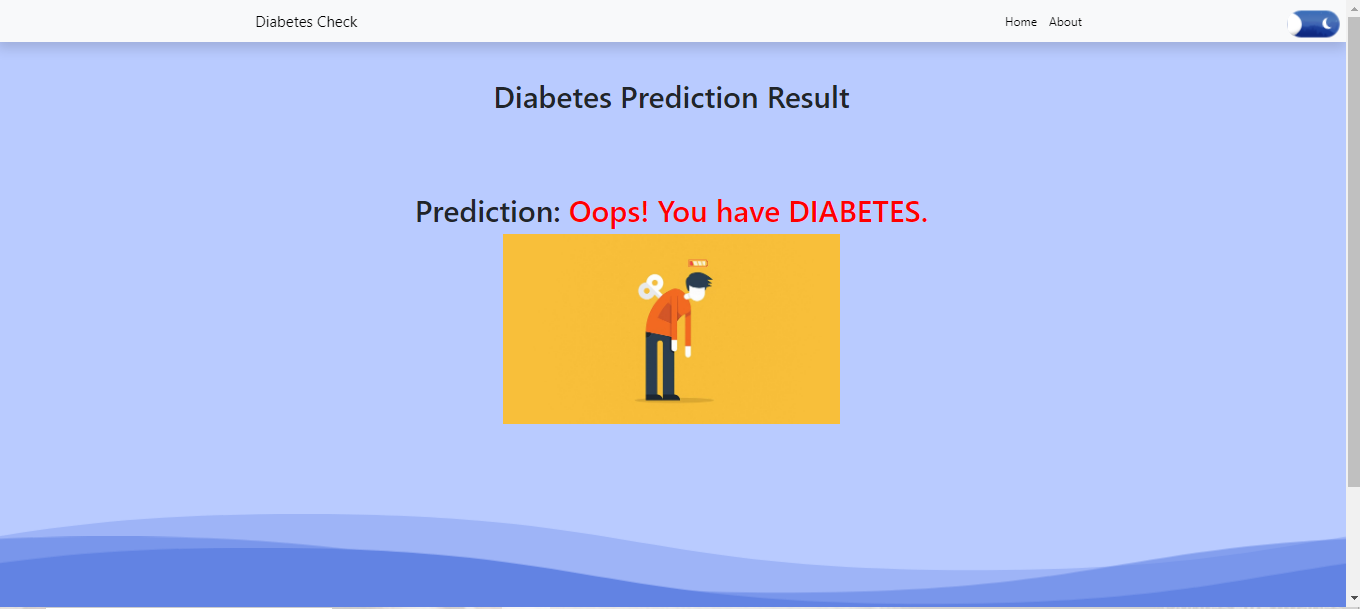 Diabetes Check
Home About
Diabetes Prediction Result
Prediction: Oops! You have DIABETES.